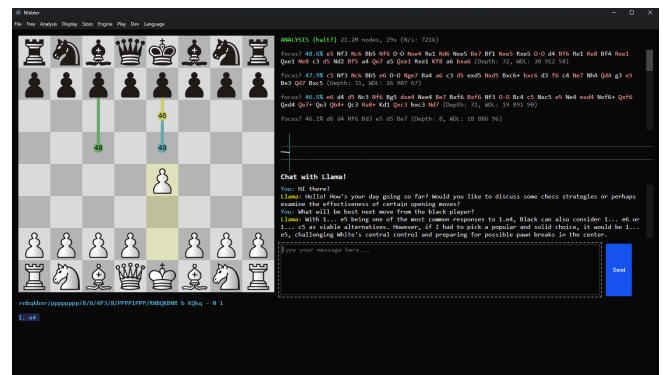 Nibbler
File Tree Analysis Display Sizes Engine Play Dev Language
ANALYSIS (halt?) 21.2M nodes, 29s (N/s: 721k)
focus? 48.6% e5 Nf3 Nc6 Bb5 Nf6 O-O Nxe4 Re1 Nd6 Nxe5 Be7 Bf1 Nxe5 Rxe5 O-O d4 Bf6 Re1 Re8 Bf4 Rxe1
Qxe1 Ne8 c3 d5 Nd2 Bf5 a4 Qe7 a5 Qxe1 Rxe1 Kf8 a6 bxa6 (Depth: 32, WDL: 30 912 58)
focus? 47.9% c5 Nf3 Nc6 Bb5 e6 O-O Nge7 Ba4 a6 c3 d5 exd5 Nxd5 Bxc6+ bxc6 d3 f6 c4 Ne7 Nh4 Qd4 g3 e5
Be3 Qd7 Bxc5 (Depth: 31, WDL: 26 907 67)
focus? 46.5% e6 d4 d5 Nc3 Nf6 Bg5 dxe4 Nxe4 Be7 Bxf6 Bxf6 Nf3 O-O Bc4 c5 Nxc5 e5 Ne4 exd4 Nxf6+ Qxf6
Qxd4 Qe7+ Qe3 Qb4+ Qc3 Re8+ Kd1 Qxc3 bxc3 Nd7 (Depth: 31, WDL: 19 891 90)
focus? 46.1% d6 d4 Nf6 Bd3 e5 d5 Be7 (Depth: 8, WDL: 18 886 96)
46
48
49
Chat with Llama!
You: HI there!
Llama: Hello! How's your day going so far? Would you like to discuss some chess strategies or perhaps
examine the effectiveness of certain opening moves?
You: What will be best next move from the black player?
Llama: With 1... e5 being one of the most common responses to 1.e4, Black can also consider 1... e6 or
1... c5 as viable alternatives. However, if I had to pick a popular and solid choice, it would be 1...
e5, challenging White's central control and preparing for possible pawn breaks in the center.
Type your message here...
Send
rnbqkbnr/pppppppp/8/8/4P3/8/PPPP1PPP/RNBQKBNR b KQkq - 0 1
1. e4